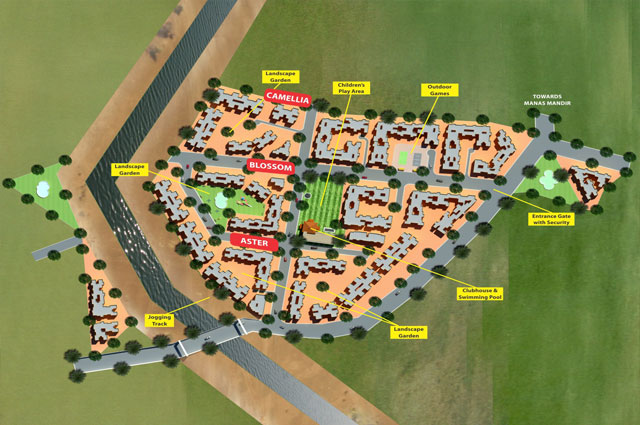 Landscape
Garden
CAMELLIA
Children's
Play Area
Outdoor
Games
TOWARDS
MANAS MANDIR
Landscape
Garden
BLOSSOM
Entrance Gate
with Security
ASTER
Clubhouse &
Swimming Pool
Jogging
Track
Landscape
Garden